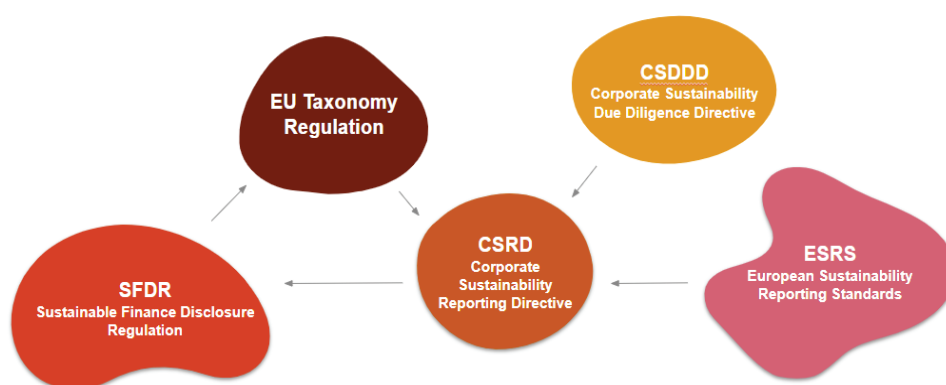 EU Taxonomy
Regulation
CSDDD
Corporate Sustainability
Due Diligence Directive
CSRD
Corporate
Sustainability
Reporting Directive
ESRS
European Sustainability
Reporting Standards
SFDR
Sustainable Finance Disclosure
Regulation